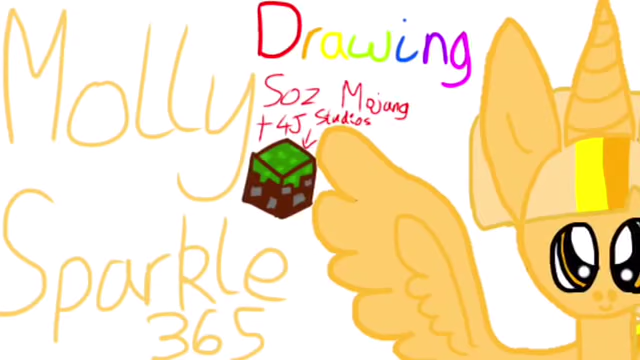 Drawing
Molly
Soz Mojang
+ 4J Studios
Sparkle
365